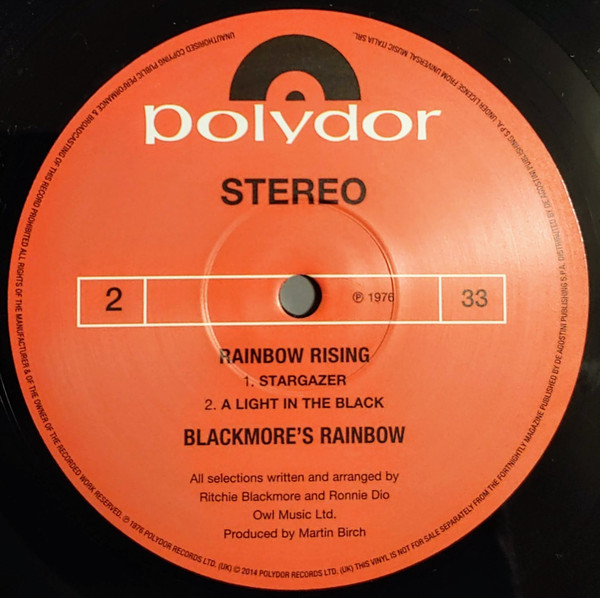 polydor
STEREO
2
℗ 1976
33
RAINBOW RISING
1. STARGAZER
2. A LIGHT IN THE BLACK
BLACKMORE'S RAINBOW
All selections written and arranged by
Ritchie Blackmore and Ronnie Dio
Owl Music Ltd.
Produced by Martin Birch
℗ 1976 POLYDOR RECORDS LTD. (UK) © 2014 POLYDOR RECORDS LTD. (UK) THIS VINYL IS NOT FOR SALE SEPARATELY FROM THE FORTNIGHTLY MAGAZINE PUBLISHED BY DE AGOSTINI PUBLISHING S.P.A. DISTRIBUTED BY DE AGOSTINI PUBLISHING S.P.A. UNDER LICENSE FROM UNIVERSAL MUSIC ITALIA SRL.
UNAUTHORISED COPYING PUBLIC PERFORMANCE & BROADCASTING OF THIS RECORD PROHIBITED ALL RIGHTS OF THE MANUFACTURER & OF THE OWNER OF THE RECORDED WORK RESERVED.